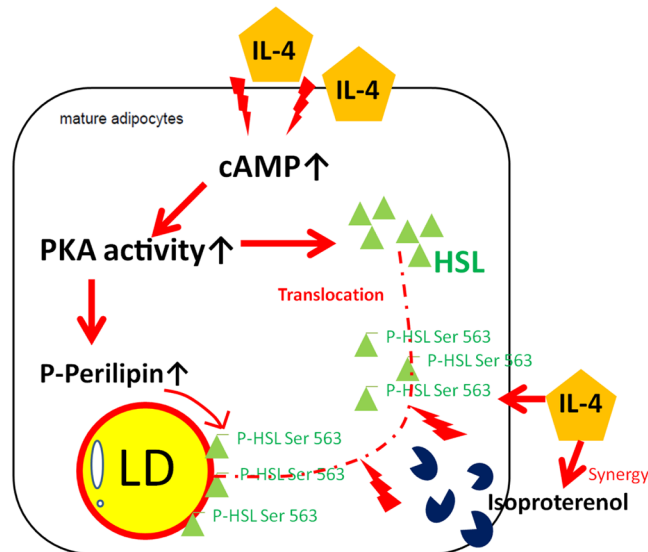 IL-4
IL-4
mature adipocytes
cAMP↑
PKA activity↑
HSL
Translocation
P-HSL Ser 563
P-HSL Ser 563
P-Perilipin↑
P-HSL Ser 563
IL-4
P-HSL Ser 563
LD
P-HSL Ser 563
Synergy
Isoproterenol
P-HSL Ser 563